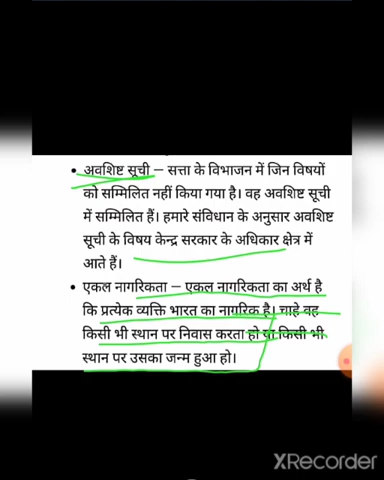 • अवशिष्ट सूची – सत्ता के विभाजन में जिन विषयों
को सम्मिलित नहीं किया गया है। वह अवशिष्ट सूची
में सम्मिलित हैं। हमारे संविधान के अनुसार अवशिष्ट
सूची के विषय केन्द्र सरकार के अधिकार क्षेत्र में
आते हैं।
• एकल नागरिकता – एकल नागरिकता का अर्थ है
कि प्रत्येक व्यक्ति भारत का नागरिक है। चाहे वह
किसी भी स्थान पर निवास करता हो या किसी भी
स्थान पर उसका जन्म हुआ हो।
XRecorder